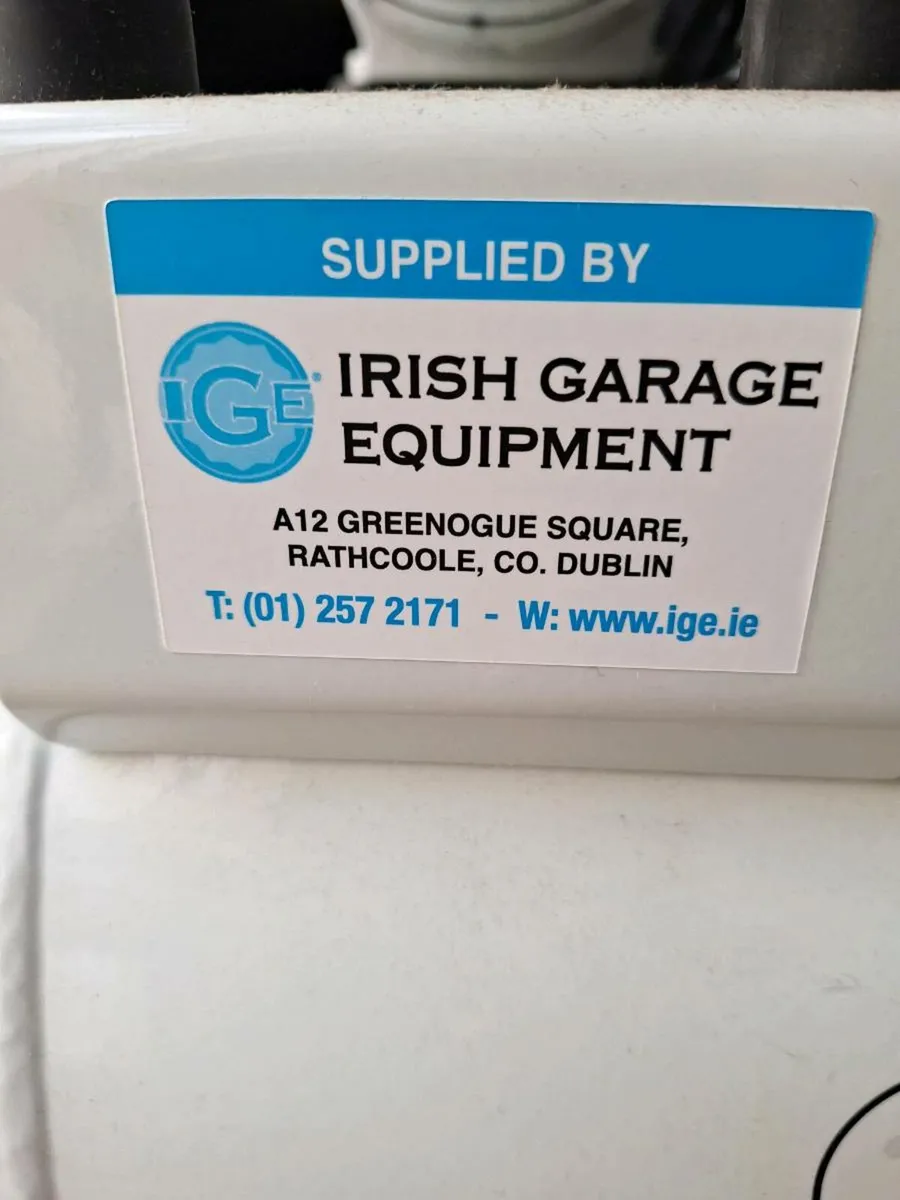 SUPPLIED BY
IGE®
IRISH GARAGE
EQUIPMENT
A12 GREENOGUE SQUARE,
RATHCOOLE, CO. DUBLIN
T: (01) 257 2171 - W: www.ige.ie